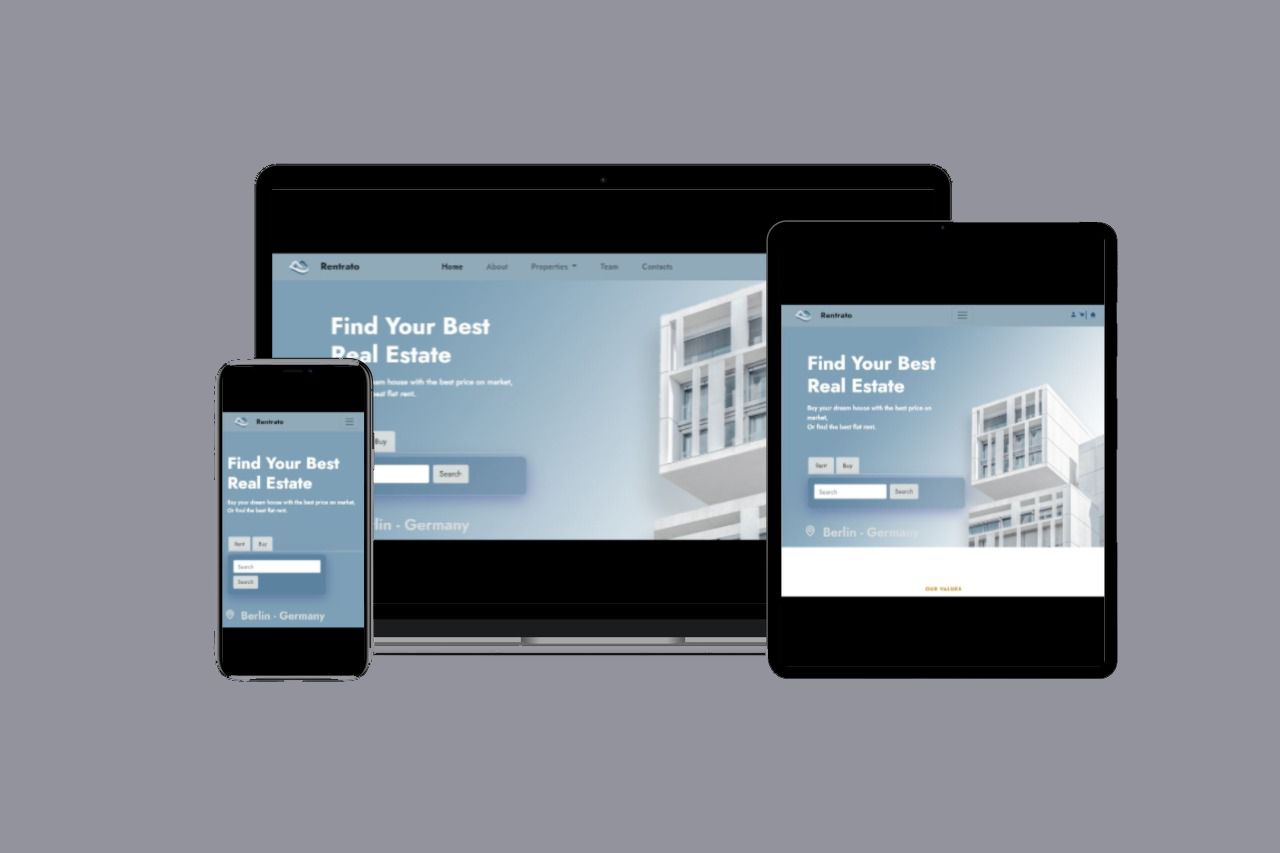 Rentrato
Home About Properties Team Contacts
Find Your Best
Real Estate
am house with the best price on market,
best flat rent.
Buy
Search
lin - Germany
Rentrato
Find Your Best
Real Estate
Buy your dream house with the best price on market,
Or find the best flat rent.
Rent Buy
Search
Search
Berlin - Germany
Rentrato
Find Your Best
Real Estate
Buy your dream house with the best price on
market,
Or find the best flat rent.
Rent Buy
Search Search
Berlin - Germany
OUR VALUES